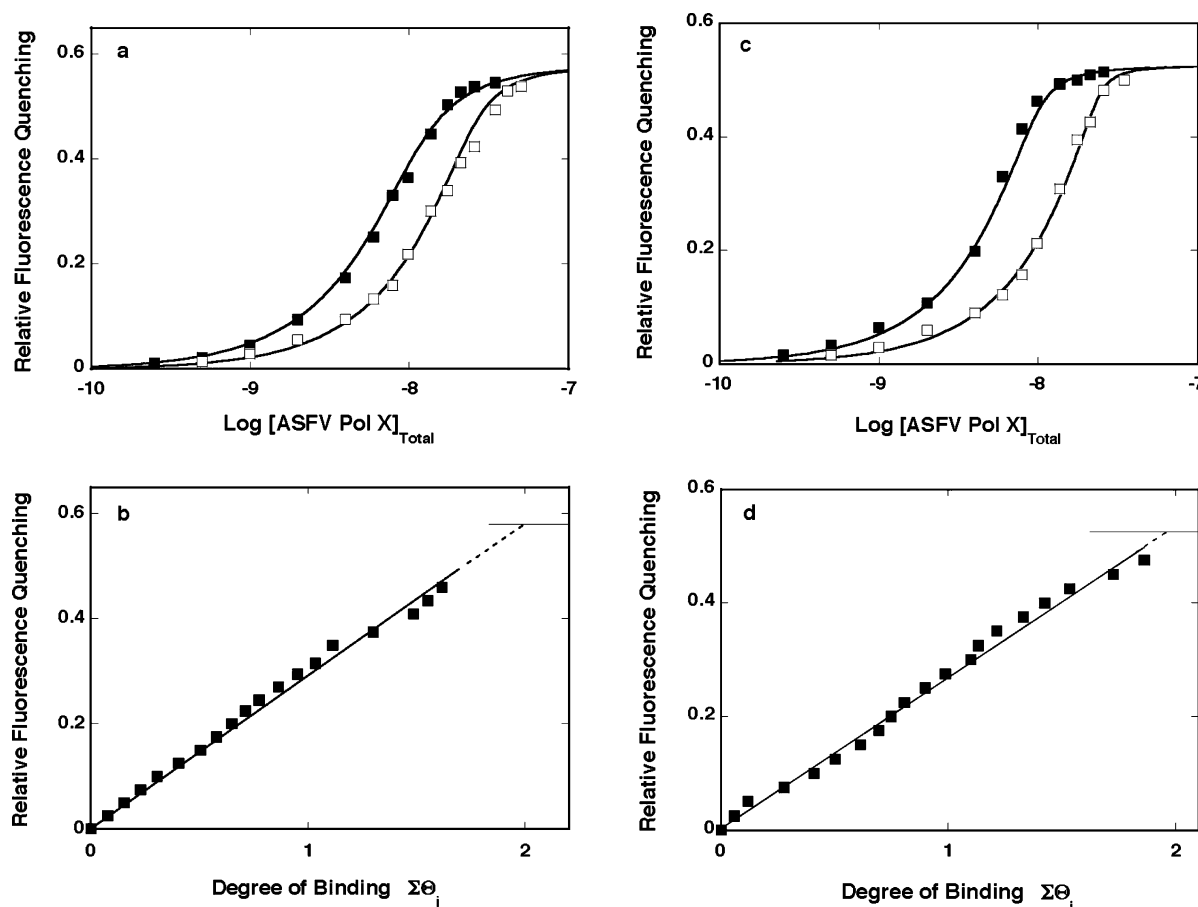 a
Relative Fluorescence Quenching
0.6
0.4
0.2
0
-10
-9
-8
-7
Log [ASFV Pol X]Total
c
Relative Fluorescence Quenching
0.6
0.4
0.2
0
-10
-9
-8
-7
Log [ASFV Pol X]Total
b
Relative Fluorescence Quenching
0.6
0.4
0.2
0
0
1
2
Degree of Binding ΣΘi
d
Relative Fluorescence Quenching
0.6
0.4
0.2
0
0
1
2
Degree of Binding ΣΘi